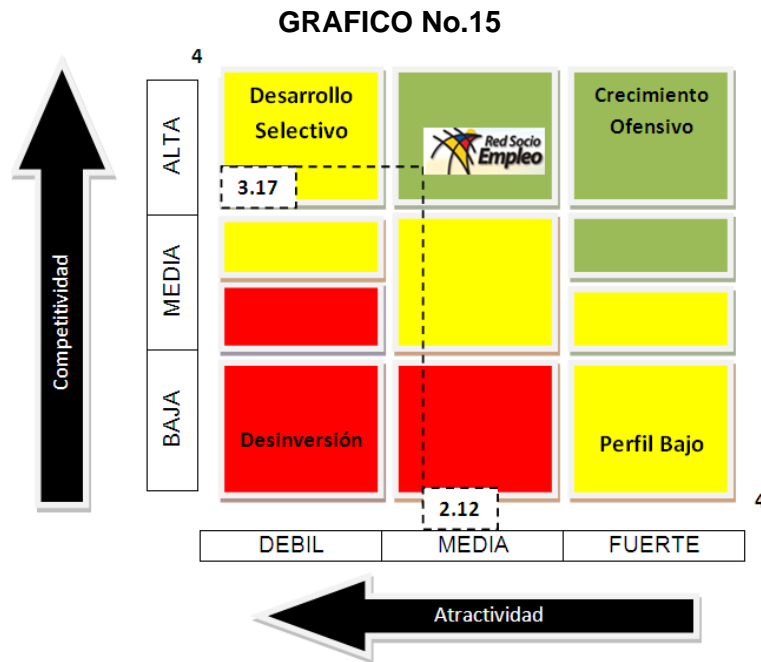 GRAFICO No.15
4
Desarrollo
Selectivo
Red Socio
Empleo
Crecimiento
Ofensivo
ALTA
3.17
MEDIA
Competitividad
BAJA
Desinversión
Perfil Bajo
2.12
4
DEBIL
MEDIA
FUERTE
Atractividad